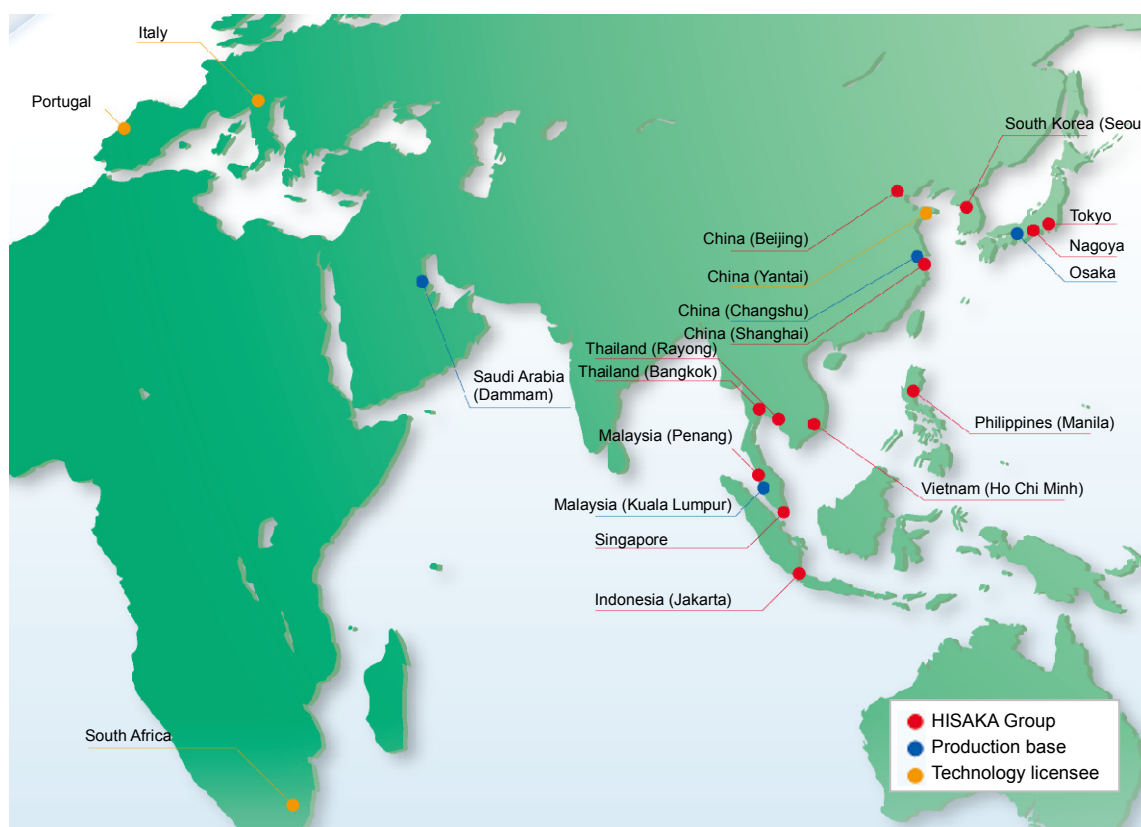 Italy
Portugal
South Korea (Seou
Tokyo
China (Beijing)
Nagoya
China (Yantai)
Osaka
China (Changshu)
China (Shanghai)
Thailand (Rayong)
Thailand (Bangkok)
Saudi Arabia
(Dammam)
Philippines (Manila)
Malaysia (Penang)
Vietnam (Ho Chi Minh)
Malaysia (Kuala Lumpur)
Singapore
Indonesia (Jakarta)
South Africa
HISAKA Group
Production base
Technology licensee